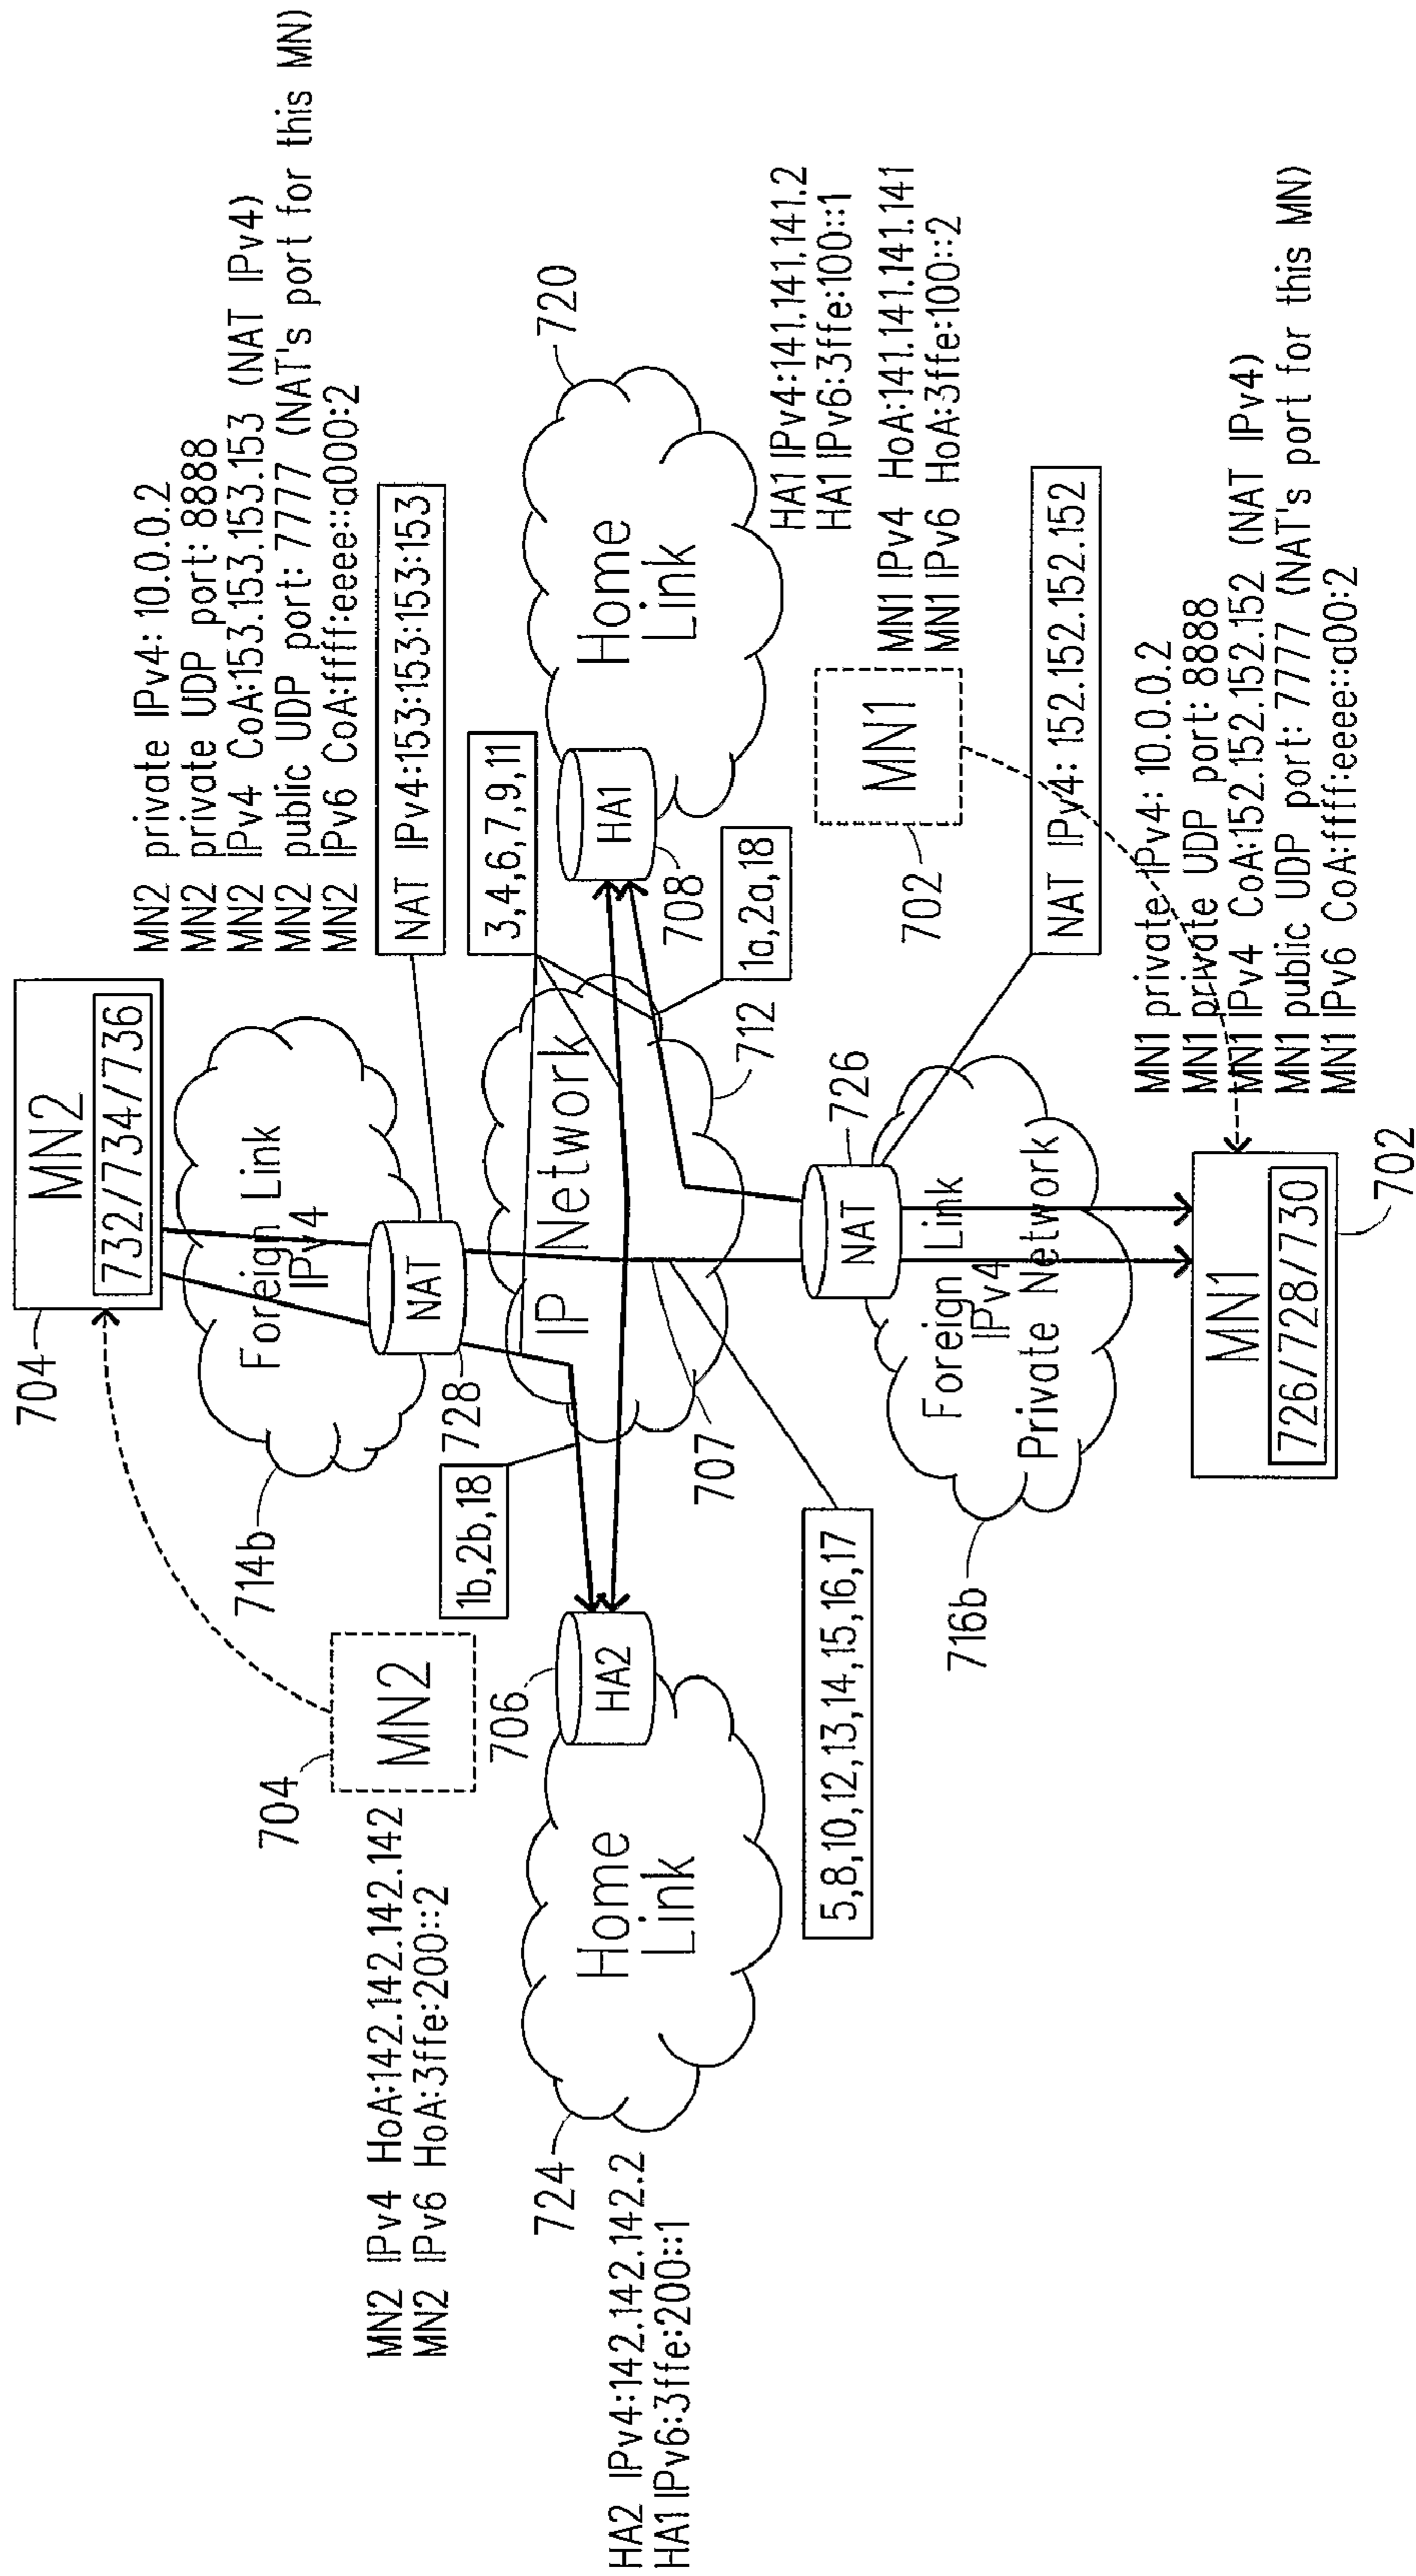 MN2
732/734/736
704
MN2 private IPv4: 10.0.0.2
MN2 private UDP port: 8888
MN2 IPv4 CoA:153.153.153.153 (NAT IPv4)
MN2 public UDP port: 7777 (NAT's port for this MN)
MN2 IPv6 CoA:ffff:eeee::a000:2
Foreign Link
IPv4
714b
NAT IPv4:153:153:153:153
NAT
728
704
MN2
MN2 IPv4 HoA:142.142.142.142
MN2 IPv6 HoA:3ffe:200::2
1b,2b,18
3,4,6,7,9,11
706
HA2
Home
Link
724
HA2 IPv4:142.142.142.2
HA1 IPv6:3ffe:200::1
IP Network
712
707
HA1
708
Home
Link
720
1a,2a,18
HA1 IPv4:141.141.141.2
HA1 IPv6:3ffe:100::1
MN1 IPv4 HoA:141.141.141.141
MN1 IPv6 HoA:3ffe:100::2
MN1
702
5,8,10,12,13,14,15,16,17
NAT
726
NAT IPv4: 152.152.152.152
Foreign Link
IPv4
Private Network
716b
MN1 private IPv4: 10.0.0.2
MN1 private UDP port: 8888
MN1 IPv4 CoA:152.152.152.152 (NAT IPv4)
MN1 public UDP port: 7777 (NAT's port for this MN)
MN1 IPv6 CoA:ffff:eeee::a00:2
MN1
726/728/730
702